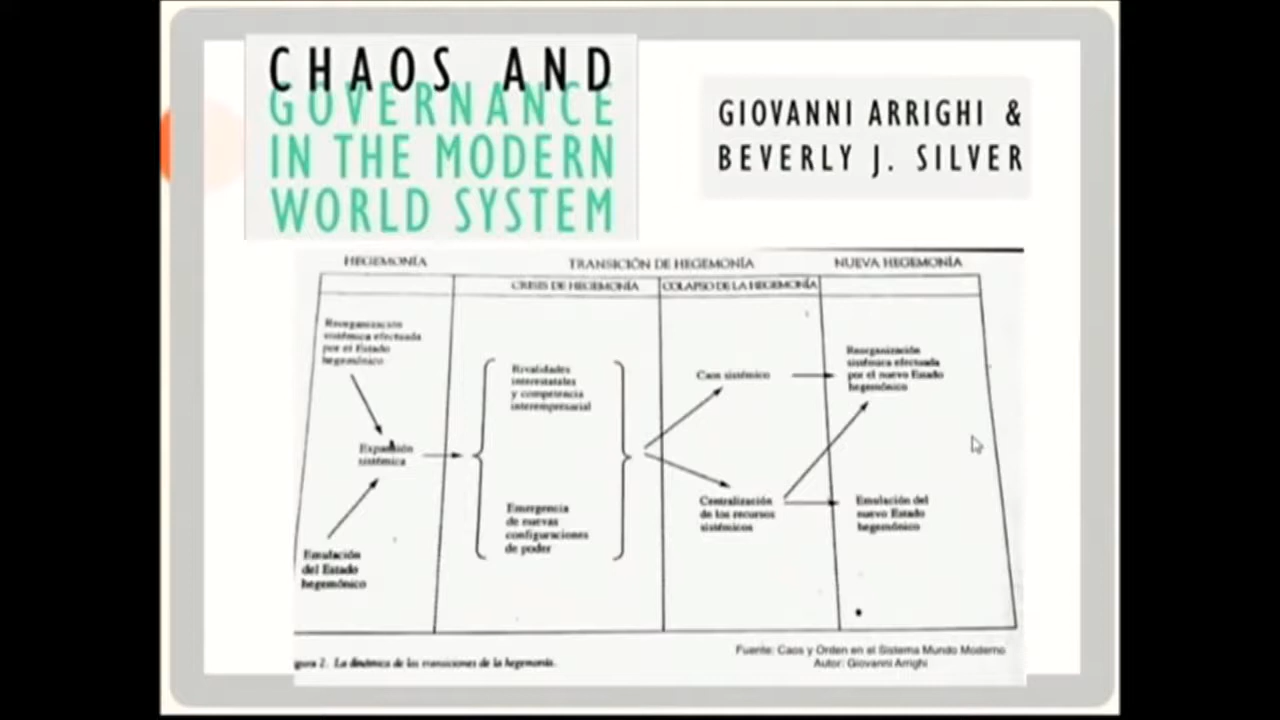 CHAOS AND
GOVERNANCE
IN THE MODERN
WORLD SYSTEM
GIOVANNI ARRIGHI &
BEVERLY J. SILVER
HEGEMONÍA
TRANSICIÓN DE HEGEMONÍA
NUEVA HEGEMONÍA
CRISIS DE HEGEMONÍA
COLAPSO DE LA HEGEMONÍA
Reorganización
sistémica efectuada
por el Estado
hegemónico
Expansión
sistémica
Emulación
del Estado
hegemónico
Rivalidades
interestatales
y competencia
interempresarial
Emergencia
de nuevas
configuraciones
de poder
Caos sistémico
Centralización
de los recursos
sistémicos
Reorganización
sistémica efectuada
por el nuevo Estado
hegemónico
Emulación del
nuevo Estado
hegemónico
gura 2. La dinámica de las transiciones de la hegemonía.
Fuente: Caos y Orden en el Sistema Mundo Moderno
Autor: Giovanni Arrighi